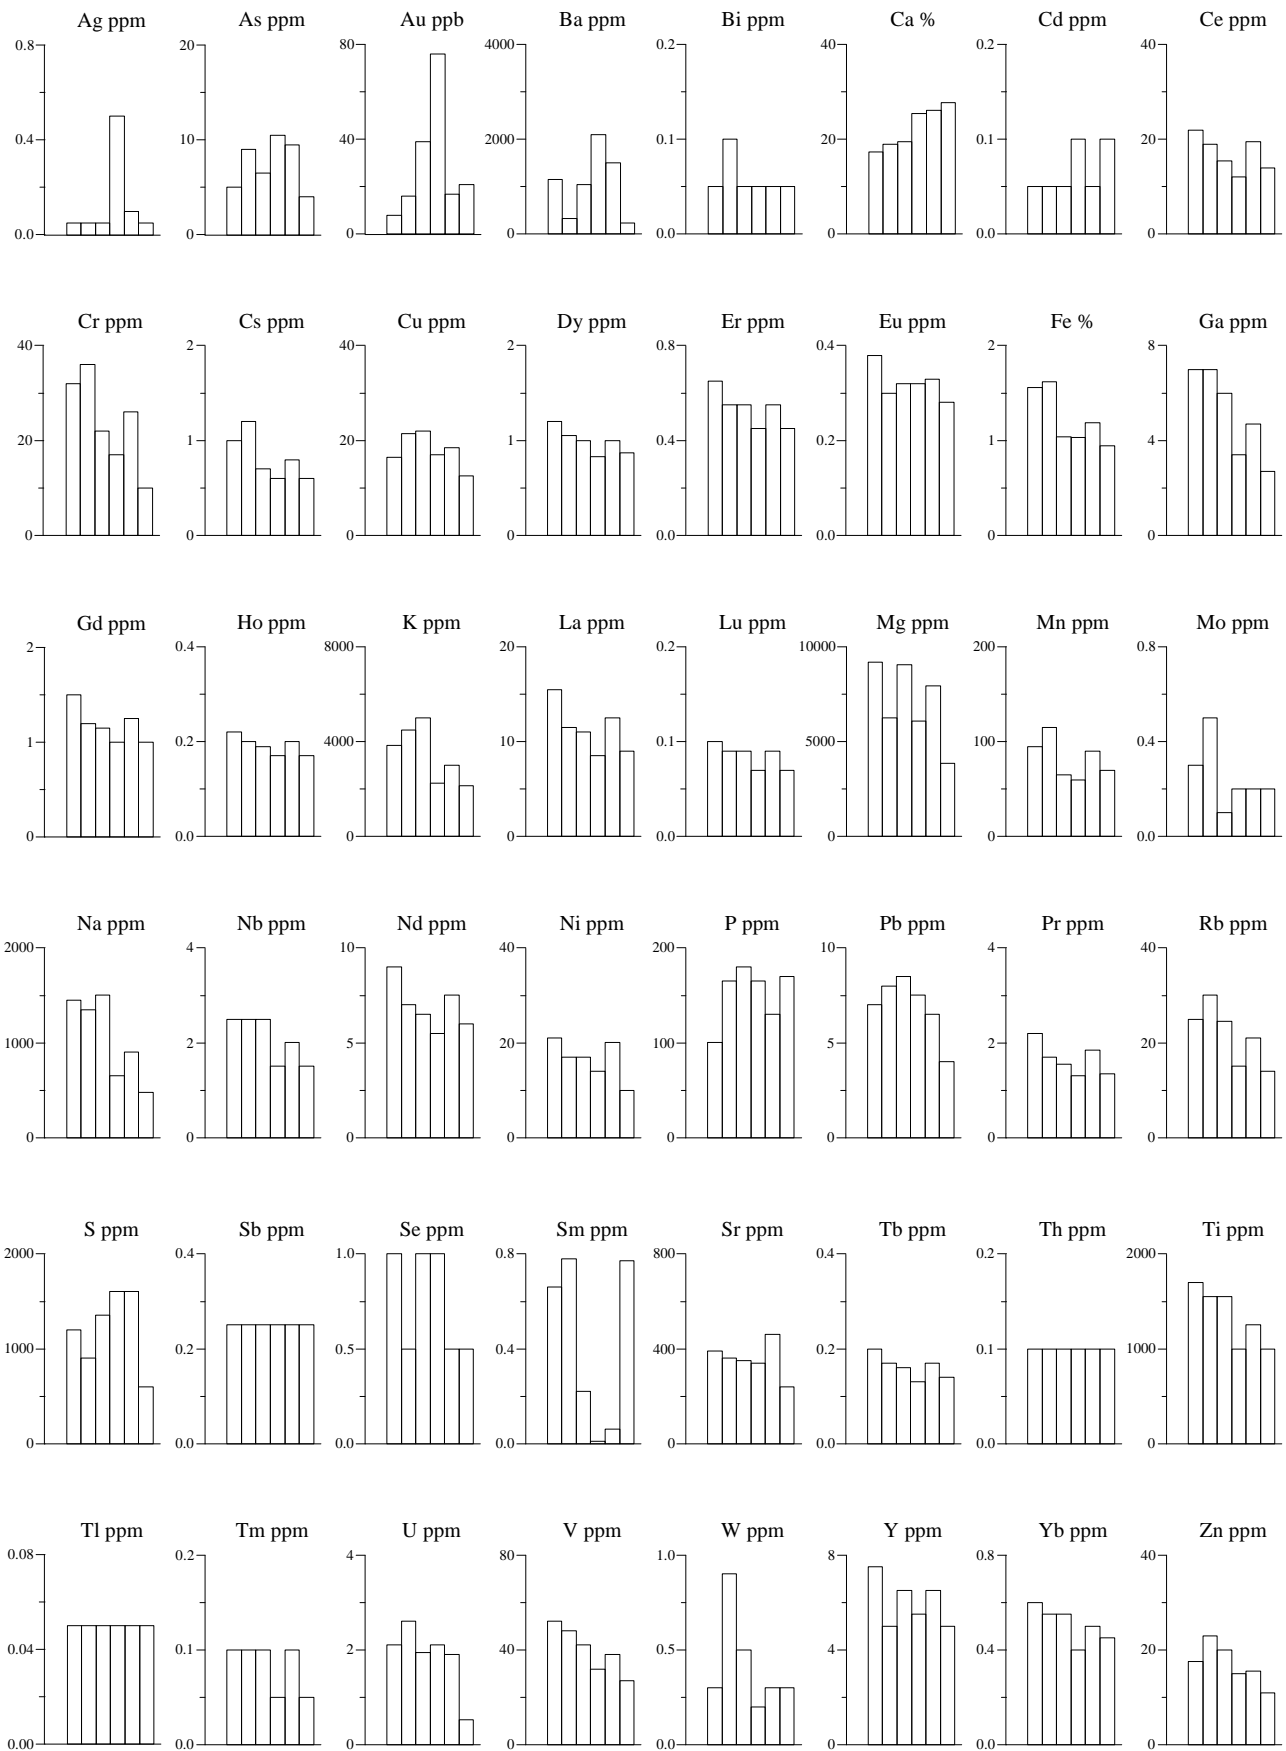 Ag ppm As ppm Au ppb Ba ppm Bi ppm Ca % Cd ppm Ce ppm
0.8 20 80 4000 0.2 40 0.2 40
0.4 10 40 2000 0.1 20 0.1 20
0.0 0 0 0 0.0 0 0.0 0
Cr ppm Cs ppm Cu ppm Dy ppm Er ppm Eu ppm Fe % Ga ppm
40 2 40 2 0.8 0.4 2 8
20 1 20 1 0.4 0.2 1 4
0 0 0 0 0.0 0.0 0 0
Gd ppm Ho ppm K ppm La ppm Lu ppm Mg ppm Mn ppm Mo ppm
2 0.4 8000 20 0.2 10000 200 0.8
1 0.2 4000 10 0.1 5000 100 0.4
0 0.0 0 0 0.0 0 0 0.0
Na ppm Nb ppm Nd ppm Ni ppm P ppm Pb ppm Pr ppm Rb ppm
2000 4 10 40 200 10 4 40
1000 2 5 20 100 5 2 20
0 0 0 0 0 0 0 0
S ppm Sb ppm Se ppm Sm ppm Sr ppm Tb ppm Th ppm Ti ppm
2000 0.4 1.0 0.8 800 0.4 0.2 2000
1000 0.2 0.5 0.4 400 0.2 0.1 1000
0 0.0 0.0 0.0 0 0.0 0.0 0
Tl ppm Tm ppm U ppm V ppm W ppm Y ppm Yb ppm Zn ppm
0.08 0.2 4 80 1.0 8 0.8 40
0.04 0.1 2 40 0.5 4 0.4 20
0.00 0.0 0 0 0.0 0 0.0 0